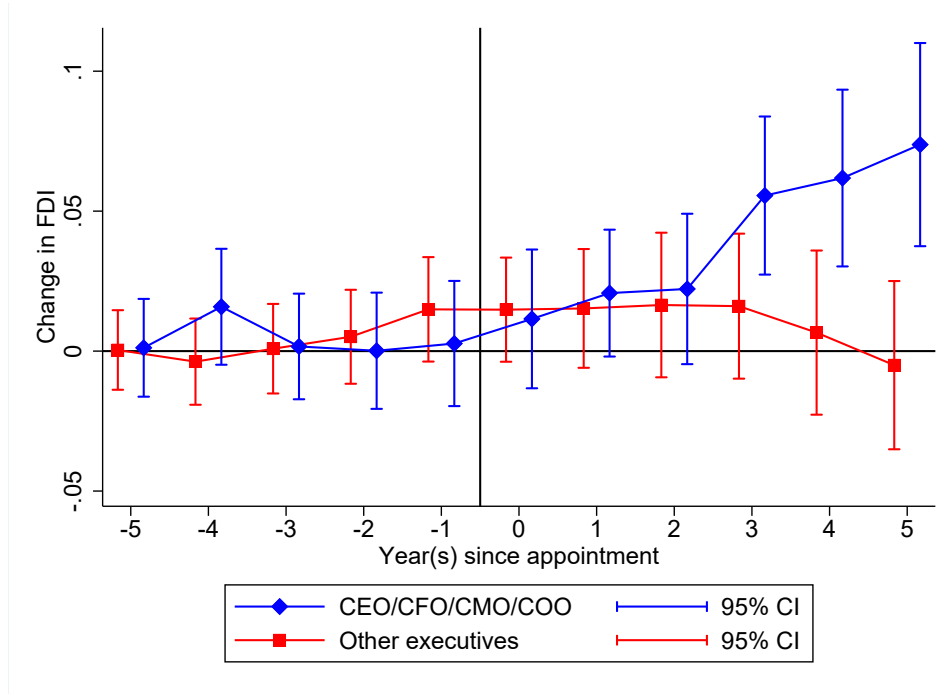 Change in FDI
.1
.05
0
-.05
-5 -4 -3 -2 -1 0 1 2 3 4 5
Year(s) since appointment
CEO/CFO/CMO/COO 95% CI
Other executives 95% CI